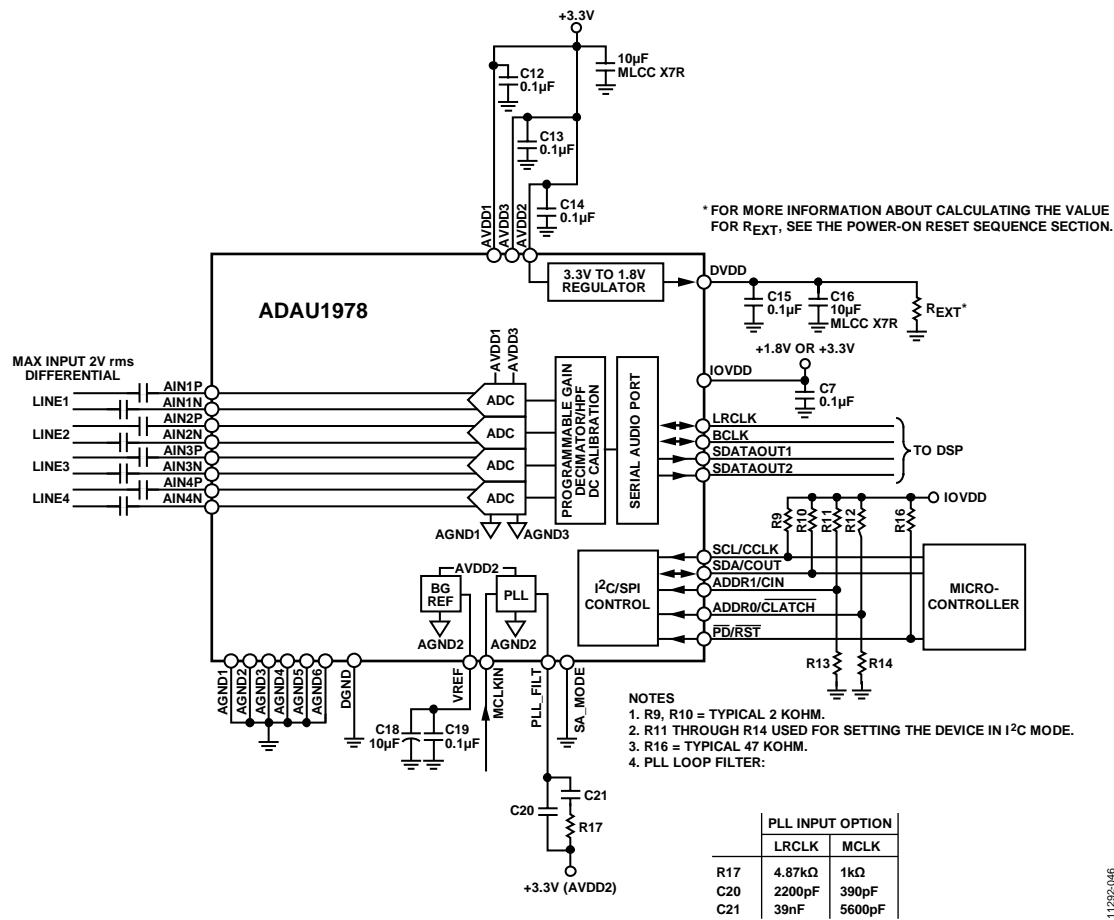 +3.3V
10µF
MLCC X7R
C12
0.1µF
C13
0.1µF
C14
0.1µF
AVDD1
AVDD3
AVDD2
* FOR MORE INFORMATION ABOUT CALCULATING THE VALUE
FOR REXT, SEE THE POWER-ON RESET SEQUENCE SECTION.
ADAU1978
3.3V TO 1.8V
REGULATOR
DVDD
C15
0.1µF
C16
10µF
MLCC X7R
REXT*
+1.8V OR +3.3V
IOVDD
C7
0.1µF
MAX INPUT 2V rms
DIFFERENTIAL
LINE1
LINE2
LINE3
LINE4
AIN1P
AIN1N
AIN2P
AIN2N
AIN3P
AIN3N
AIN4P
AIN4N
AVDD1
AVDD3
ADC
ADC
ADC
ADC
AGND1
AGND3
PROGRAMMABLE GAIN
DECIMATOR/HPF
DC CALIBRATION
SERIAL AUDIO PORT
LRCLK
BCLK
SDATAOUT1
SDATAOUT2
TO DSP
IOVDD
R9
R10
R11
R12
R16
I2C/SPI
CONTROL
SCL/CCLK
SDA/COUT
ADDR1/CIN
ADDR0/CLATCH
PD/RST
MICRO-
CONTROLLER
R13
R14
AVDD2
BG
REF
PLL
AGND2
AGND2
AGND1
AGND2
AGND3
AGND4
AGND5
AGND6
DGND
VREF
MCLKIN
PLL_FILT
SA_MODE
C18
10µF
C19
0.1µF
C20
C21
R17
+3.3V (AVDD2)
NOTES
1. R9, R10 = TYPICAL 2 KOHM.
2. R11 THROUGH R14 USED FOR SETTING THE DEVICE IN I2C MODE.
3. R16 = TYPICAL 47 KOHM.
4. PLL LOOP FILTER:
PLL INPUT OPTION
LRCLK MCLK
R17 4.87kΩ 1kΩ
C20 2200pF 390pF
C21 39nF 5600pF
11292-046